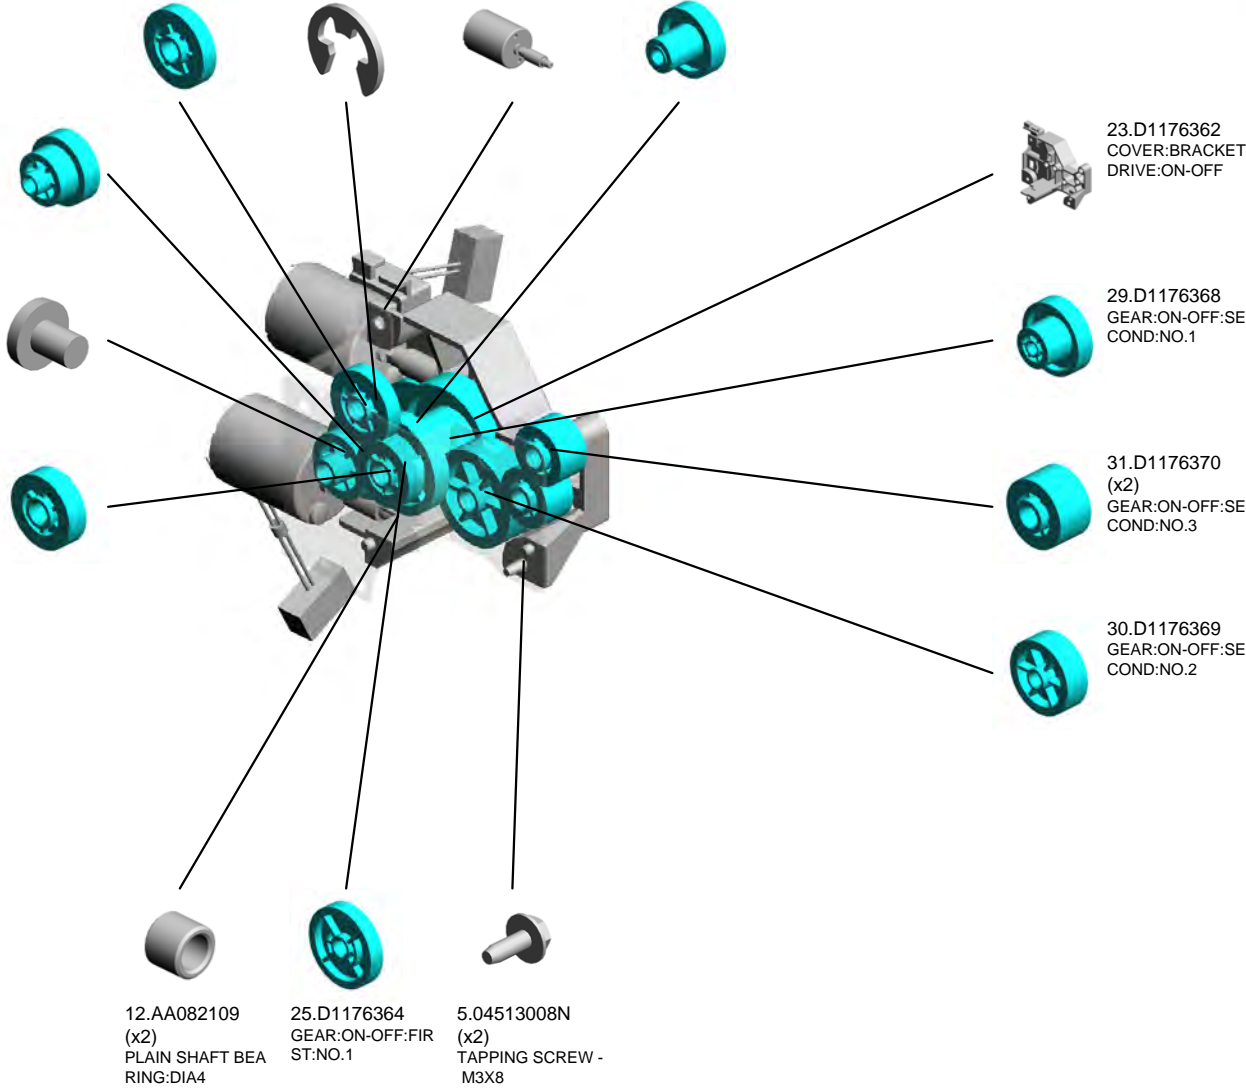 23.D1176362
COVER:BRACKET
DRIVE:ON-OFF
29.D1176368
GEAR:ON-OFF:SE
COND:NO.1
31.D1176370
(x2)
GEAR:ON-OFF:SE
COND:NO.3
30.D1176369
GEAR:ON-OFF:SE
COND:NO.2
12.AA082109
(x2)
PLAIN SHAFT BEA
RING:DIA4
25.D1176364
GEAR:ON-OFF:FIR
ST:NO.1
5.04513008N
(x2)
TAPPING SCREW -
M3X8